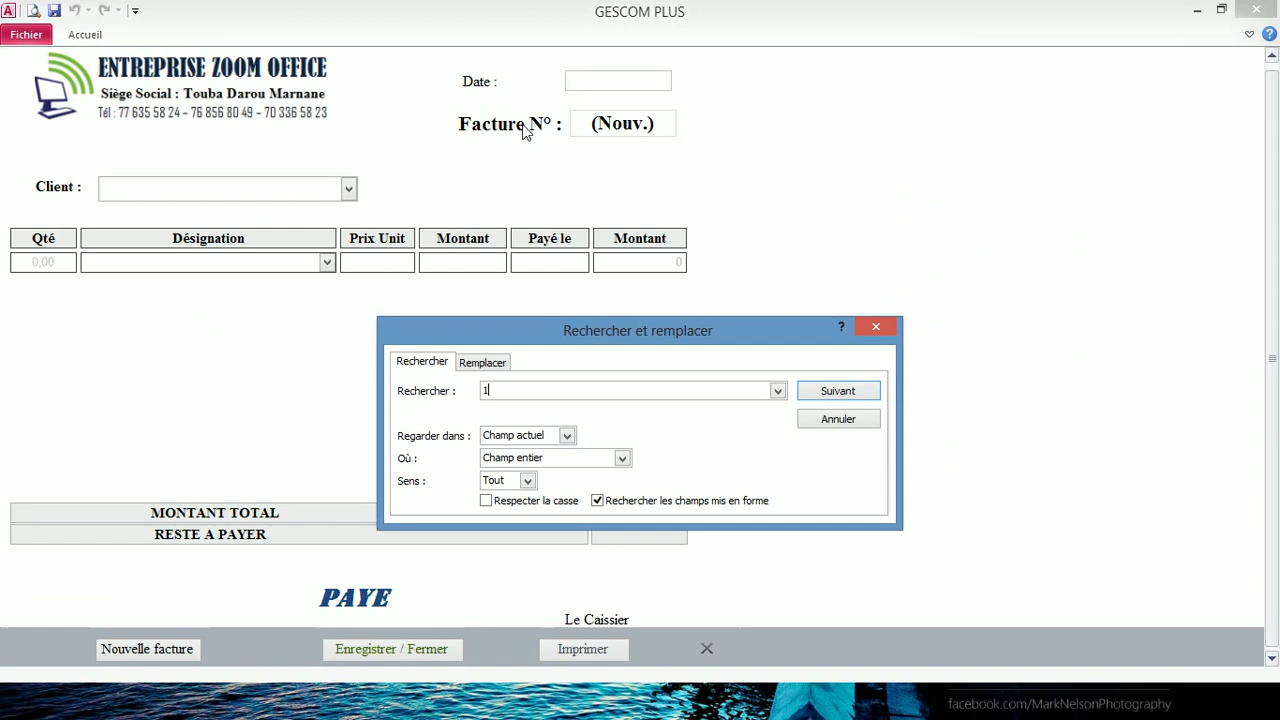 GESCOM PLUS
Fichier Accueil
ENTREPRISE ZOOM OFFICE
Siège Social : Touba Darou Marnane
Tél : 77 635 58 24 – 76 856 80 49 – 70 336 58 23
Date :
Facture N° : (Nouv.)
Client :
Qté Désignation Prix Unit Montant Payé le Montant
0,00 0
Rechercher et remplacer
Rechercher Remplacer
Rechercher : 1 Suivant
Annuler
Regarder dans : Champ actuel
Où : Champ entier
Sens : Tout
Respecter la casse Rechercher les champs mis en forme
MONTANT TOTAL
RESTE A PAYER
PAYE
Le Caissier
Nouvelle facture Enregistrer / Fermer Imprimer
facebook.com/MarkNelsonPhotography